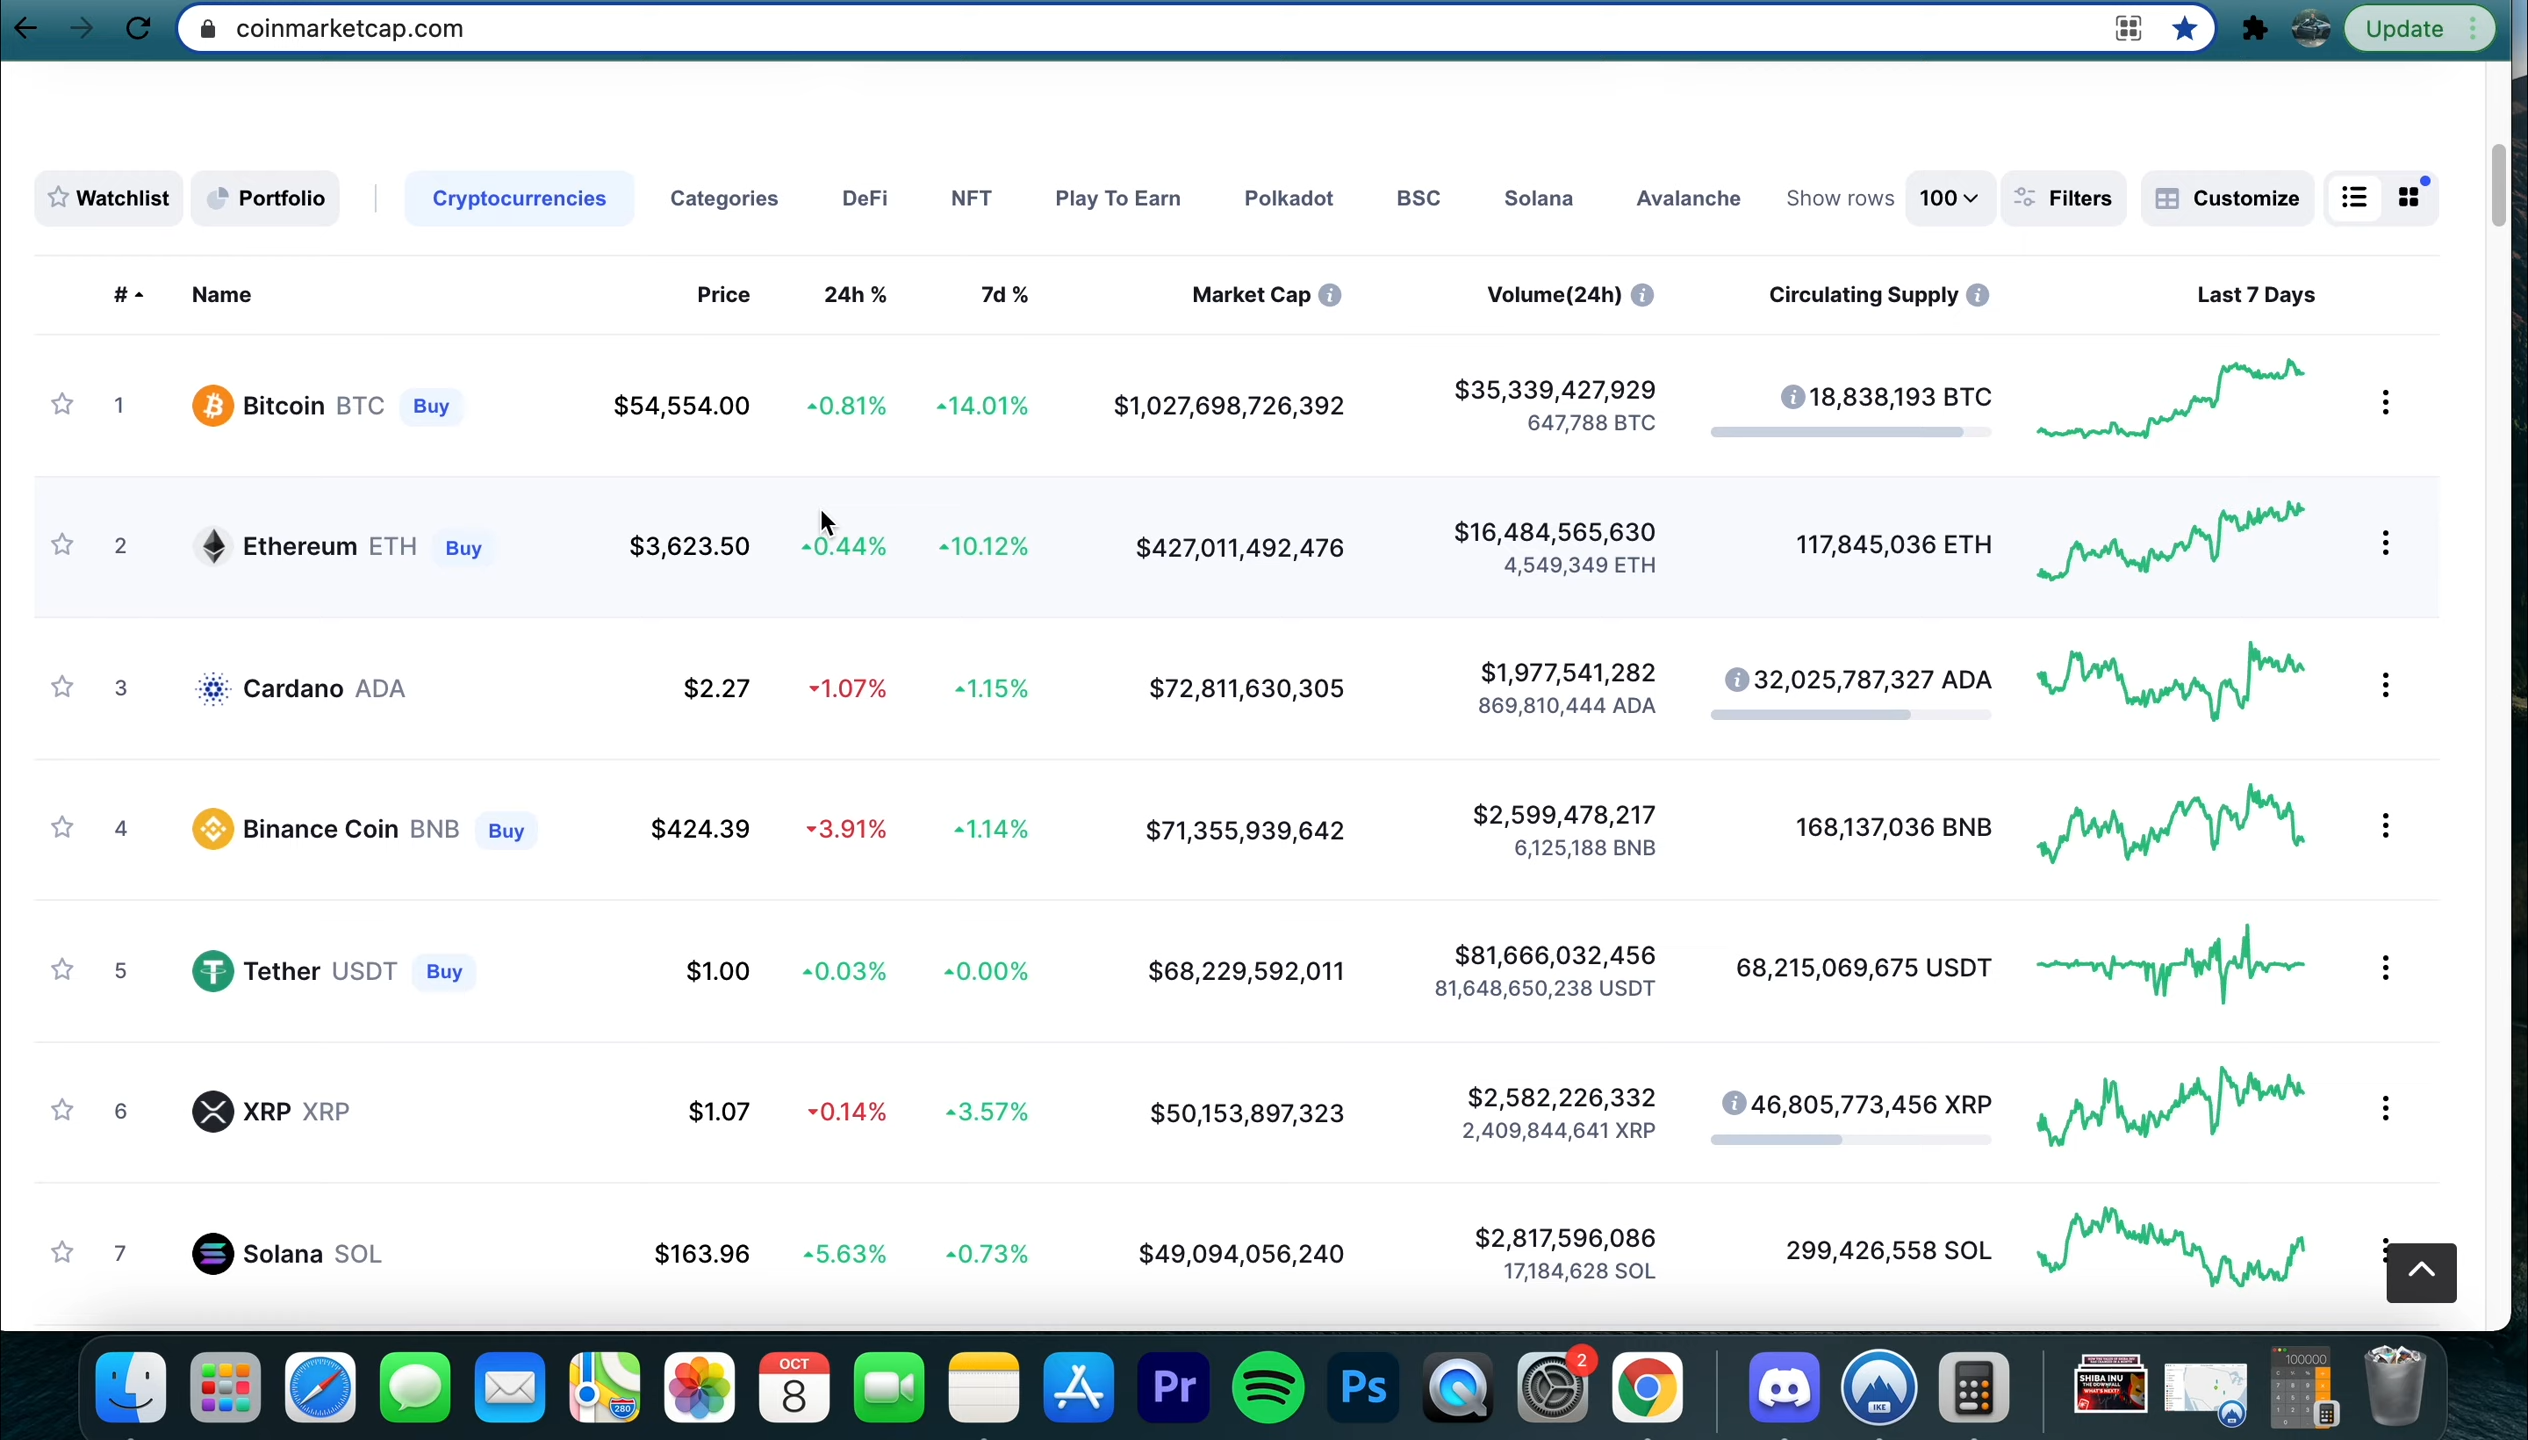 coinmarketcap.com
Update
Watchlist
Portfolio
Cryptocurrencies
Categories
DeFi
NFT
Play To Earn
Polkadot
BSC
Solana
Avalanche
Show rows
100
Filters
Customize
# Name Price 24h % 7d % Market Cap Volume(24h) Circulating Supply Last 7 Days
1 Bitcoin BTC Buy $54,554.00 0.81% 14.01% $1,027,698,726,392 $35,339,427,929 18,838,193 BTC
647,788 BTC
2 Ethereum ETH Buy $3,623.50 0.44% 10.12% $427,011,492,476 $16,484,565,630 117,845,036 ETH
4,549,349 ETH
3 Cardano ADA $2.27 1.07% 1.15% $72,811,630,305 $1,977,541,282 32,025,787,327 ADA
869,810,444 ADA
4 Binance Coin BNB Buy $424.39 3.91% 1.14% $71,355,939,642 $2,599,478,217 168,137,036 BNB
6,125,188 BNB
5 Tether USDT Buy $1.00 0.03% 0.00% $68,229,592,011 $81,666,032,456 68,215,069,675 USDT
81,648,650,238 USDT
6 XRP XRP $1.07 0.14% 3.57% $50,153,897,323 $2,582,226,332 46,805,773,456 XRP
2,409,844,641 XRP
7 Solana SOL $163.96 5.63% 0.73% $49,094,056,240 $2,817,596,086 299,426,558 SOL
17,184,628 SOL
280
OCT
8
Pr
Ps
2
IKE
SHIBA INU
THE DOWNFALL
WHAT'S NEXT?
100000